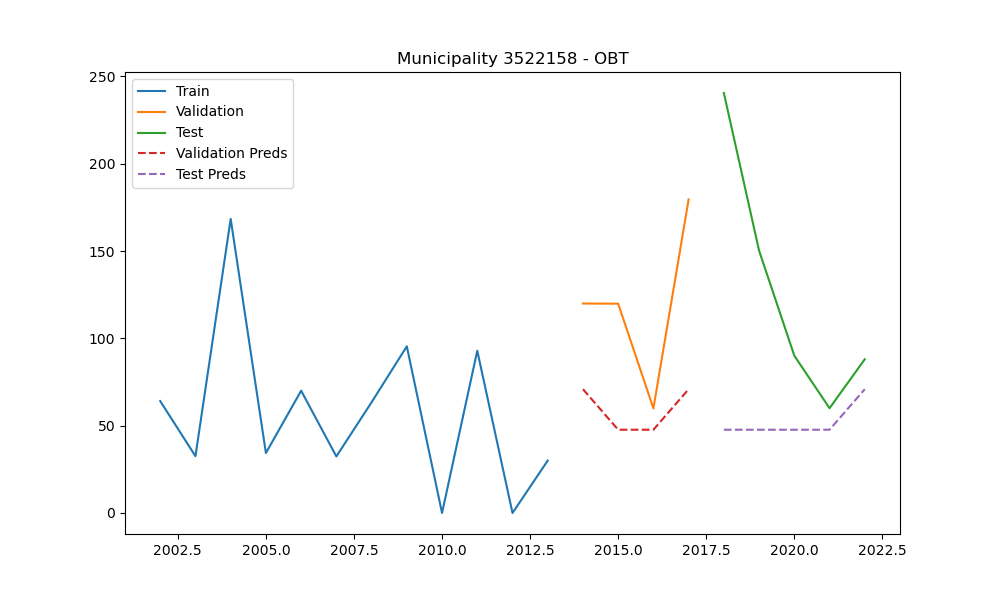 Municipality 3522158 - OBT
Train
Validation
Test
Validation Preds
Test Preds
250
200
150
100
50
0
2002.5 2005.0 2007.5 2010.0 2012.5 2015.0 2017.5 2020.0 2022.5